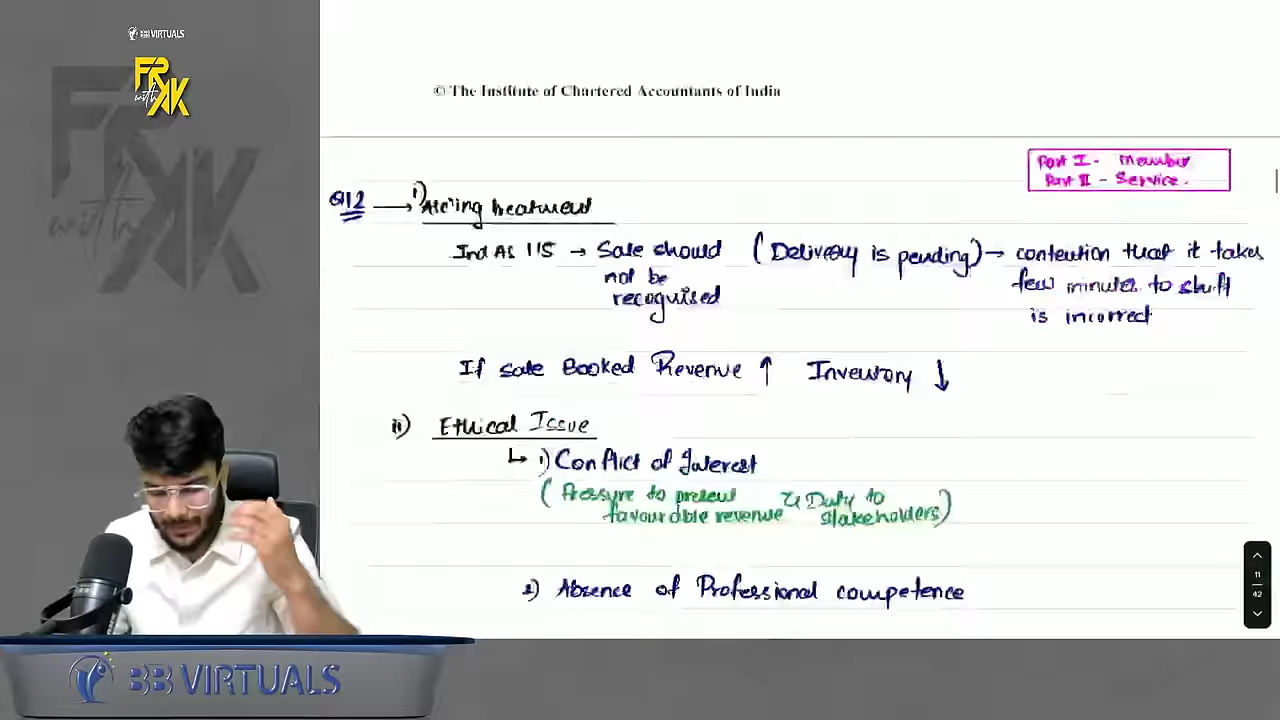 BB VIRTUALS
FR
with
AK
© The Institute of Chartered Accountants of India
Part I - Member
Part II - Service.
Q12 → i) Acc'ing treatment
Ind AS 115 → Sale should not be recognised (Delivery is pending) → contention that it takes few minutes to shift is incorrect
If sale Booked Revenue ↑ Inventory ↓
ii) Ethical Issue
↳ 1) Conflict of Interest
(Pressure to present favourable revenue & Duty to stakeholders)
2) Absence of Professional competence
11
42
BB VIRTUALS